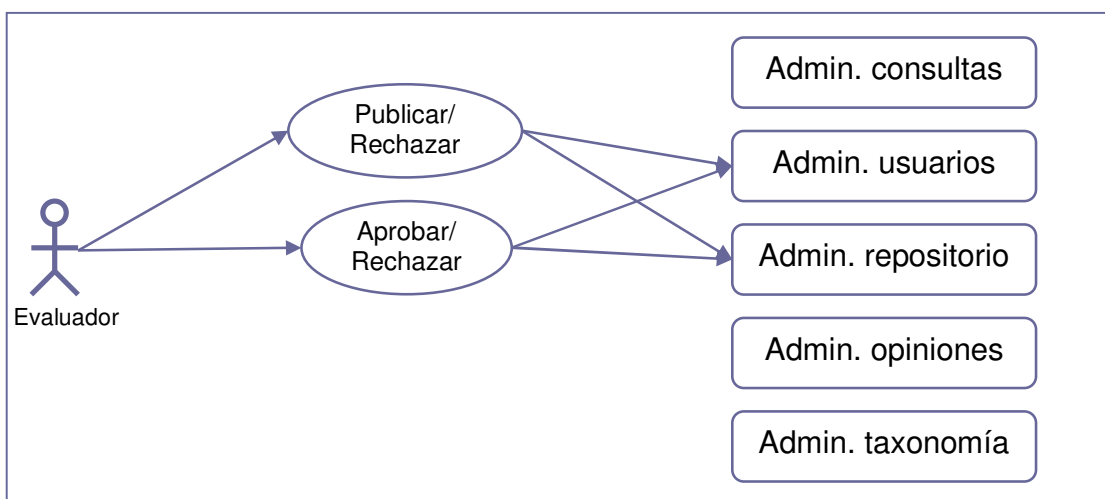 Admin. consultas
Publicar/
Rechazar
Admin. usuarios
Aprobar/
Rechazar
Admin. repositorio
Evaluador
Admin. opiniones
Admin. taxonomía